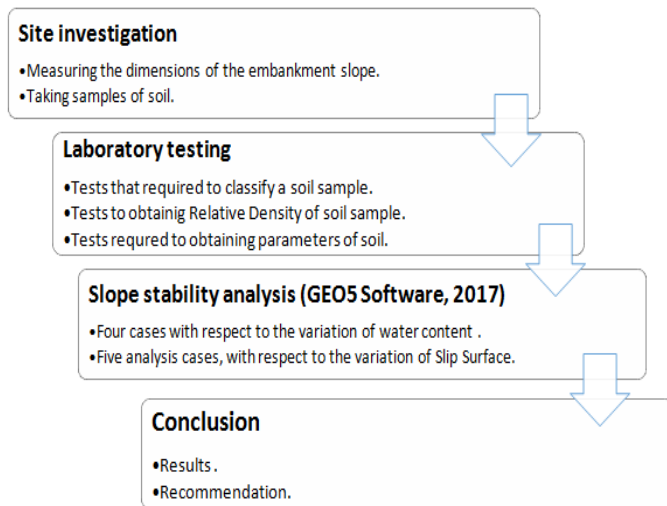 Site investigation
•Measuring the dimensions of the embankment slope.
•Taking samples of soil.
Laboratory testing
•Tests that required to classify a soil sample.
•Tests to obtainig Relative Density of soil sample.
•Tests requred to obtaining parameters of soil.
Slope stability analysis (GEO5 Software, 2017)
•Four cases with respect to the variation of water content .
•Five analysis cases, with respect to the variation of Slip Surface.
Conclusion
•Results .
•Recommendation.